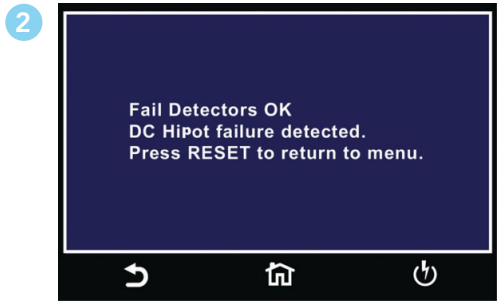 2
Fail Detectors OK
DC Hipot failure detected.
Press RESET to return to menu.